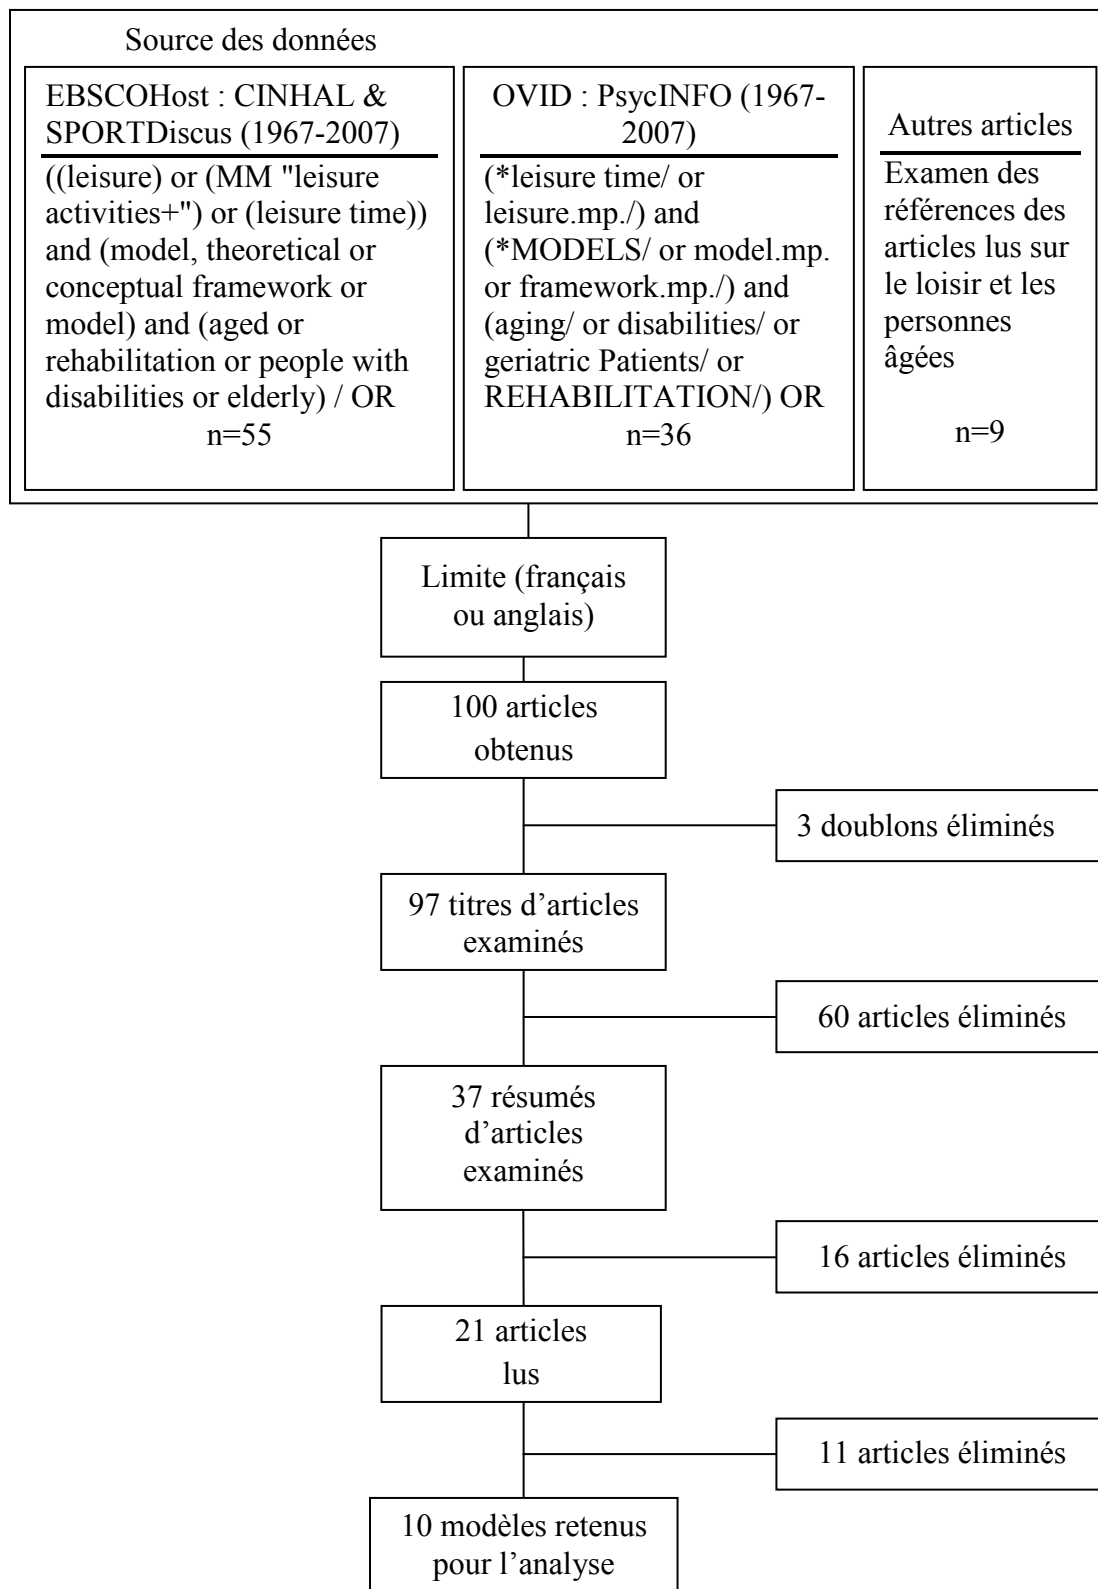 Source des données
EBSCOHost : CINHAL &
SPORTDiscus (1967-2007)
((leisure) or (MM "leisure
activities+") or (leisure time))
and (model, theoretical or
conceptual framework or
model) and (aged or
rehabilitation or people with
disabilities or elderly) / OR
n=55
OVID : PsycINFO (1967-
2007)
(*leisure time/ or
leisure.mp./) and
(*MODELS/ or model.mp.
or framework.mp./) and
(aging/ or disabilities/ or
geriatric Patients/ or
REHABILITATION/) OR
n=36
Autres articles
Examen des
références des
articles lus sur
le loisir et les
personnes
âgées
n=9
Limite (français
ou anglais)
100 articles
obtenus
3 doublons éliminés
97 titres d’articles
examinés
60 articles éliminés
37 résumés
d’articles
examinés
16 articles éliminés
21 articles
lus
11 articles éliminés
10 modèles retenus
pour l’analyse